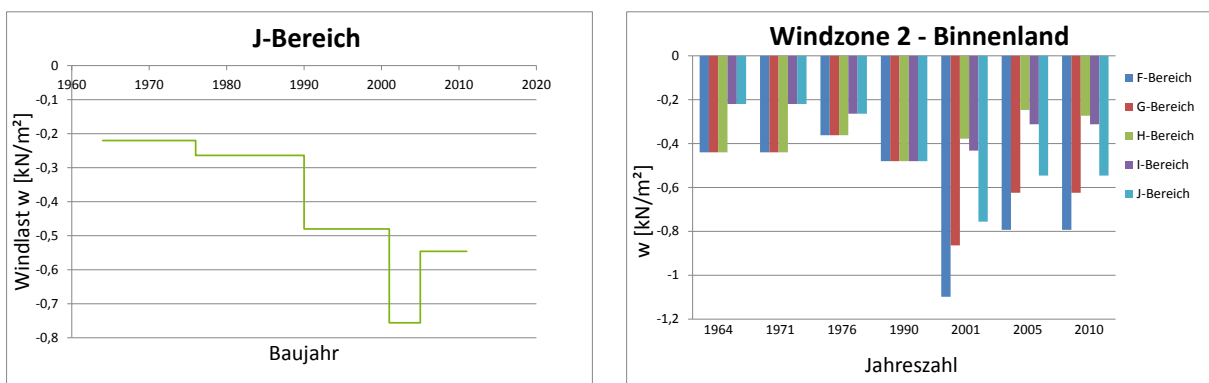 J-Bereich
1960 1970 1980 1990 2000 2010 2020
0
-0,1
-0,2
-0,3
-0,4
-0,5
-0,6
-0,7
-0,8
Windlast w [kN/m²]
Baujahr
Windzone 2 - Binnenland
0
-0,2
-0,4
-0,6
-0,8
-1
-1,2
w [kN/m²]
1964 1971 1976 1990 2001 2005 2010
Jahreszahl
F-Bereich
G-Bereich
H-Bereich
I-Bereich
J-Bereich